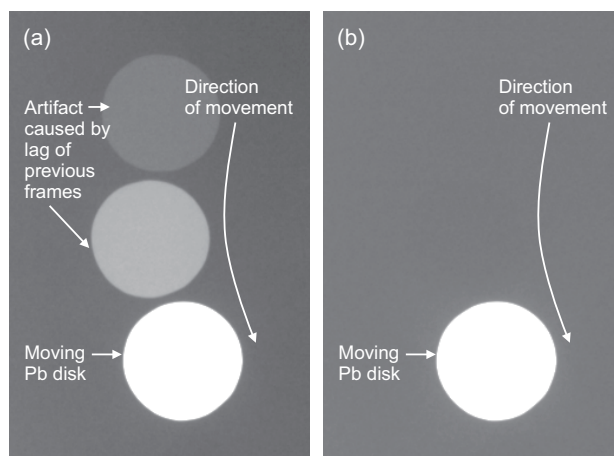 (a)
Direction
of movement
Artifact
caused by
lag of
previous
frames
Moving
Pb disk
(b)
Direction
of movement
Moving
Pb disk